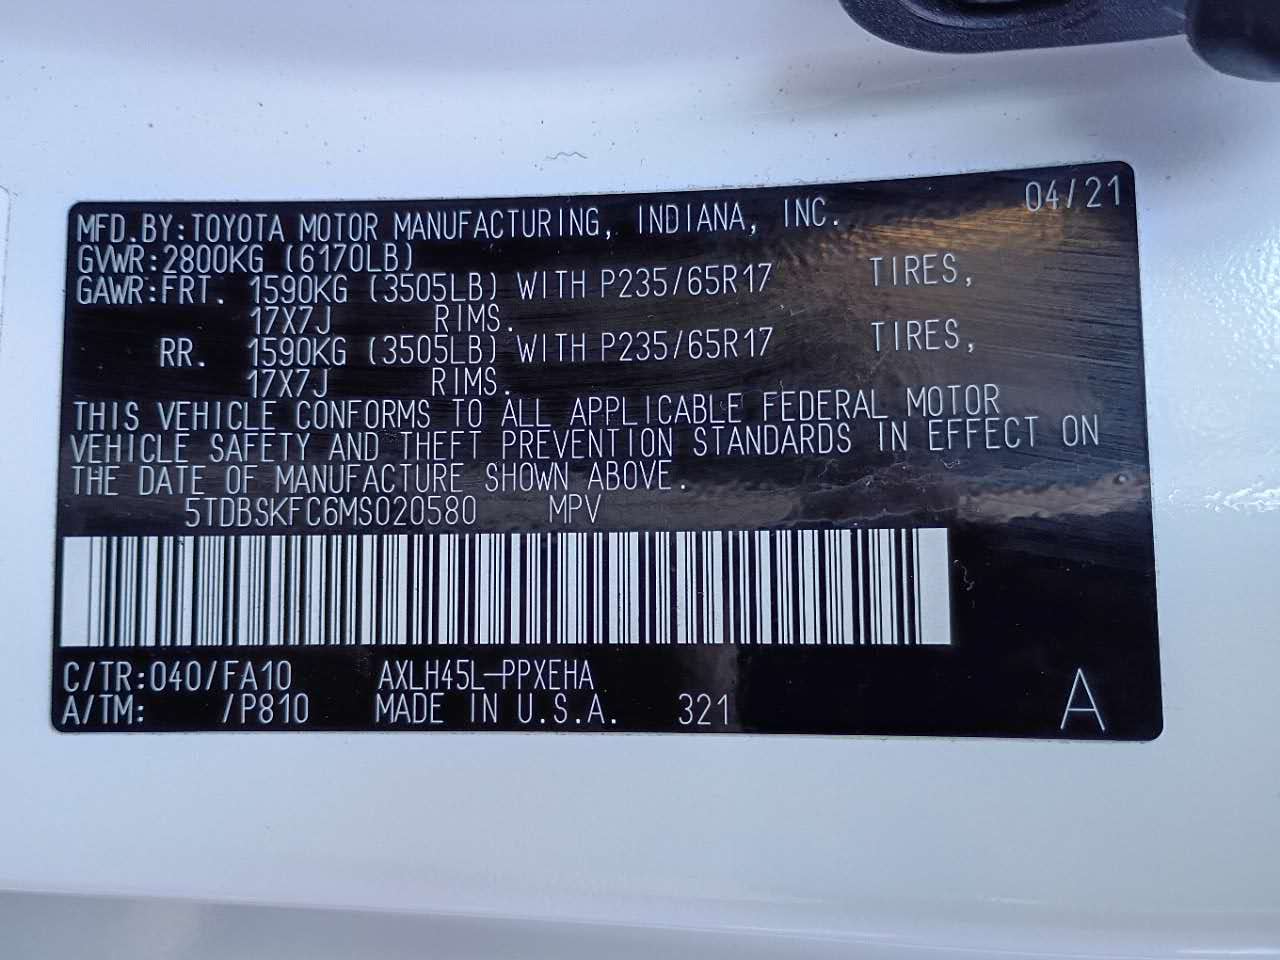 04/21
MFD.BY:TOYOTA MOTOR MANUFACTURING, INDIANA, INC.
GVWR:2800KG (6170LB)
GAWR:FRT. 1590KG (3505LB) WITH P235/65R17 TIRES,
17X7J RIMS.
RR. 1590KG (3505LB) WITH P235/65R17 TIRES,
17X7J RIMS.
THIS VEHICLE CONFORMS TO ALL APPLICABLE FEDERAL MOTOR
VEHICLE SAFETY AND THEFT PREVENTION STANDARDS IN EFFECT ON
THE DATE OF MANUFACTURE SHOWN ABOVE.
5TDBSKFC6MS020580 MPV
C/TR:040/FA10 AXLH45L-PPXEHA
A/TM: /P810 MADE IN U.S.A. 321
A